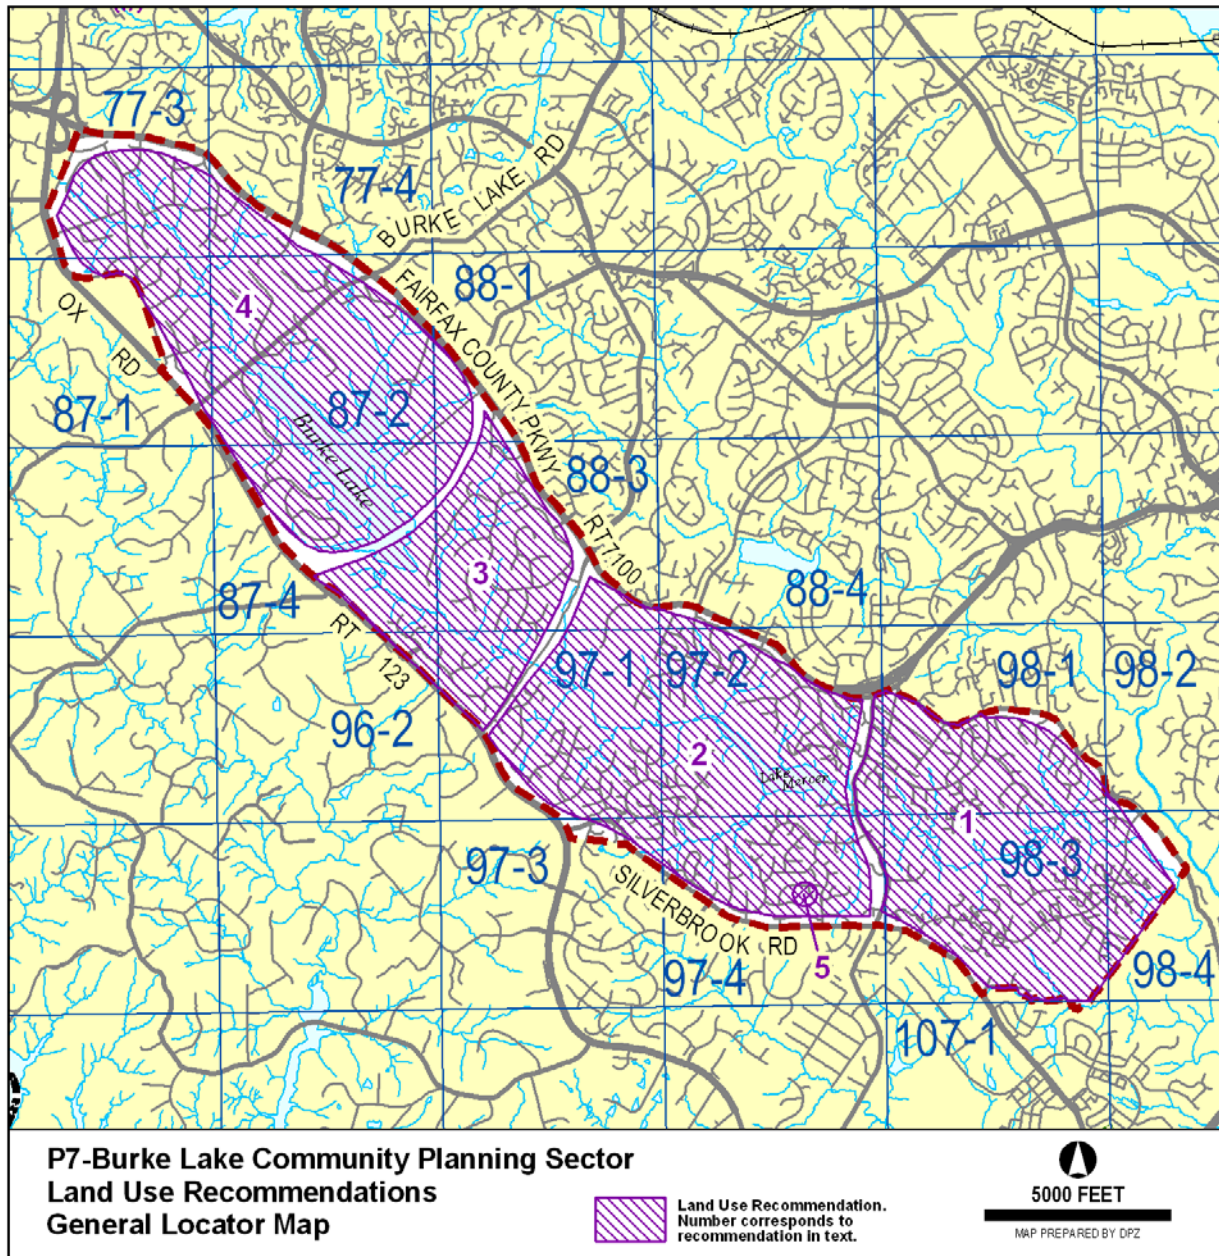 77-3
77-4
BURKE LAKE RD
88-1
FAIRFAX COUNTY PKWY
4
OX RD
87-1
87-2
Burke Lake
88-3
RT7100
3
87-4
88-4
RT 123
97-1
97-2
98-1
98-2
96-2
2
Lake Mercer
1
98-3
97-3
SILVERBROOK RD
5
97-4
98-4
107-1
P7-Burke Lake Community Planning Sector
Land Use Recommendations
General Locator Map
Land Use Recommendation.
Number corresponds to
recommendation in text.
5000 FEET
MAP PREPARED BY DPZ